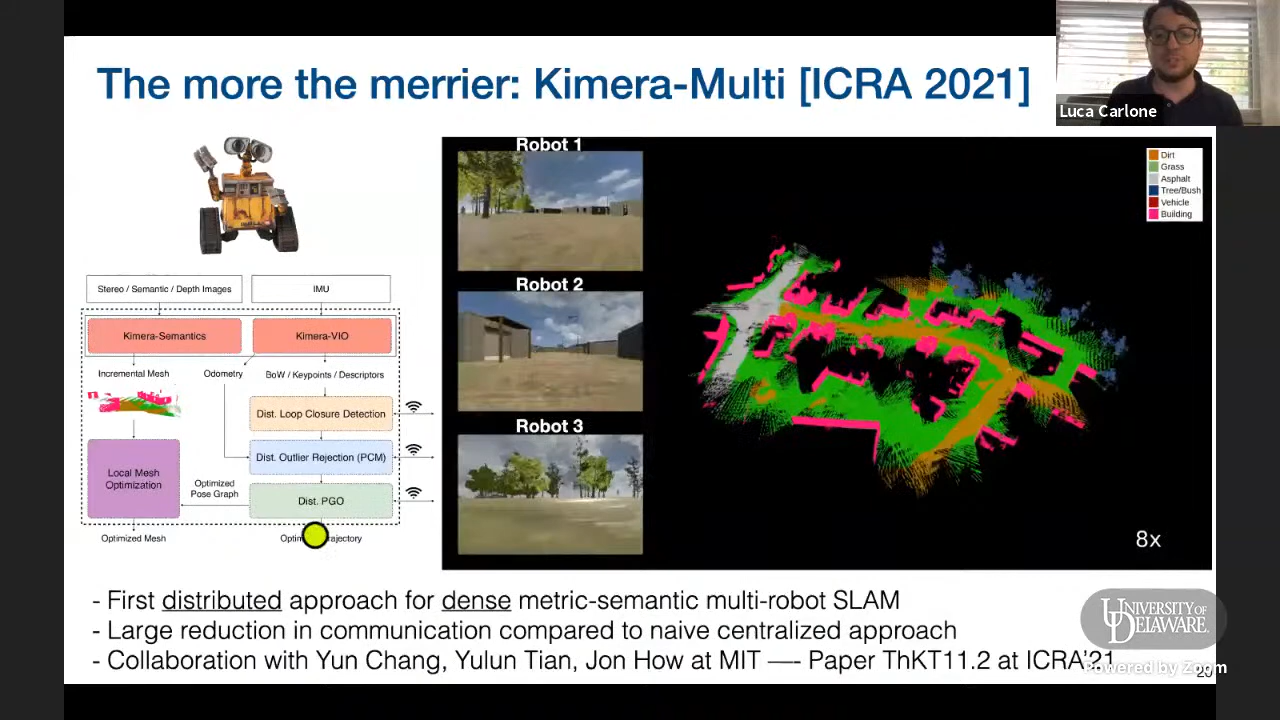 The more the merrier: Kimera-Multi [ICRA 2021]
Luca Carlone
Stereo / Semantic / Depth Images
IMU
Kimera-Semantics
Kimera-VIO
Incremental Mesh
Odometry
BoW / Keypoints / Descriptors
Dist. Loop Closure Detection
Dist. Outlier Rejection (PCM)
Local Mesh
Optimization
Optimized
Pose Graph
Dist. PGO
Optimized Mesh
Robot 1
Robot 2
Robot 3
Dirt
Grass
Asphalt
Tree/Bush
Vehicle
Building
8x
- First distributed approach for dense metric-semantic multi-robot SLAM
- Large reduction in communication compared to naive centralized approach
- Collaboration with Yun Chang, Yulun Tian, Jon How at MIT —- Paper ThKT11.2 at ICRA'21
UNIVERSITY OF
DELAWARE.
Powered by Zoom
20